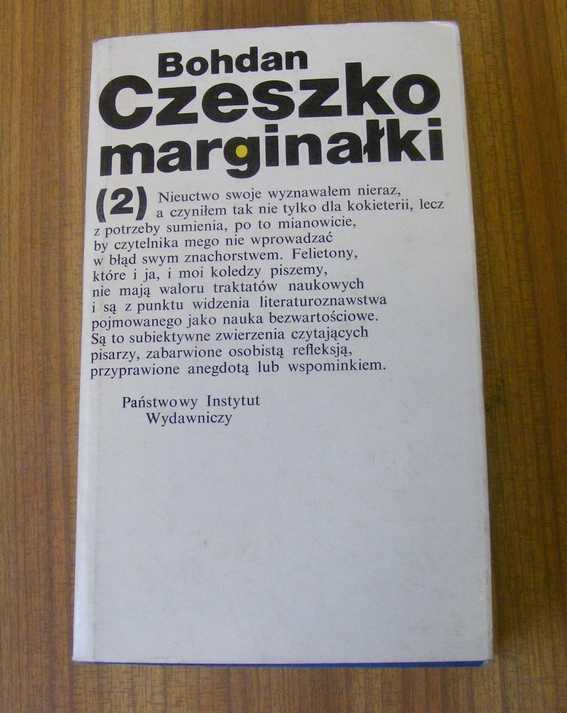 Bohdan
Czeszko
marginałki
(2) Nieuctwo swoje wyznawałem nieraz,
a czyniłem tak nie tylko dla kokieterii, lecz
z potrzeby sumienia, po to mianowicie,
by czytelnika mego nie wprowadzać
w błąd swym znachorstwem. Felietony,
które i ja, i moi koledzy piszemy,
nie mają waloru traktatów naukowych
i są z punktu widzenia literaturoznawstwa
pojmowanego jako nauka bezwartościowe.
Są to subiektywne zwierzenia czytających
pisarzy, zabarwione osobistą refleksją,
przyprawione anegdotą lub wspominkiem.
Państwowy Instytut
Wydawniczy